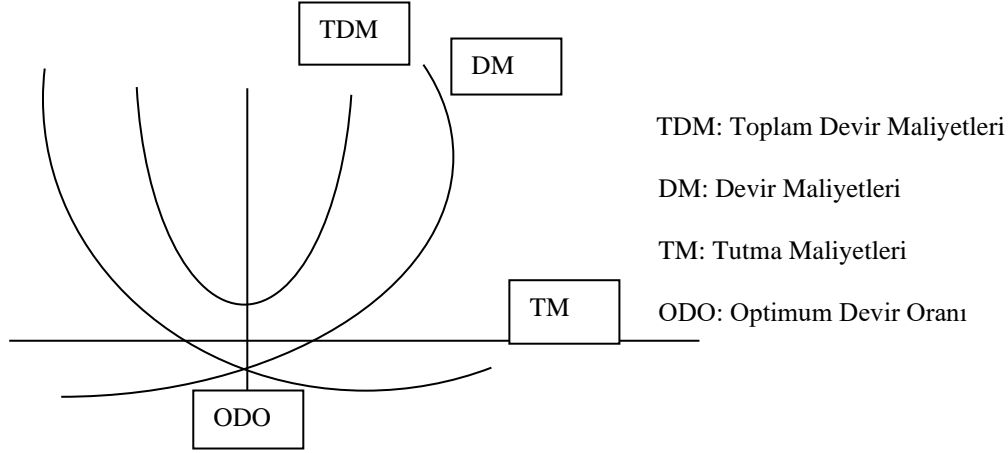 TDM
DM
TDM: Toplam Devir Maliyetleri
DM: Devir Maliyetleri
TM: Tutma Maliyetleri
TM
ODO: Optimum Devir Oranı
ODO